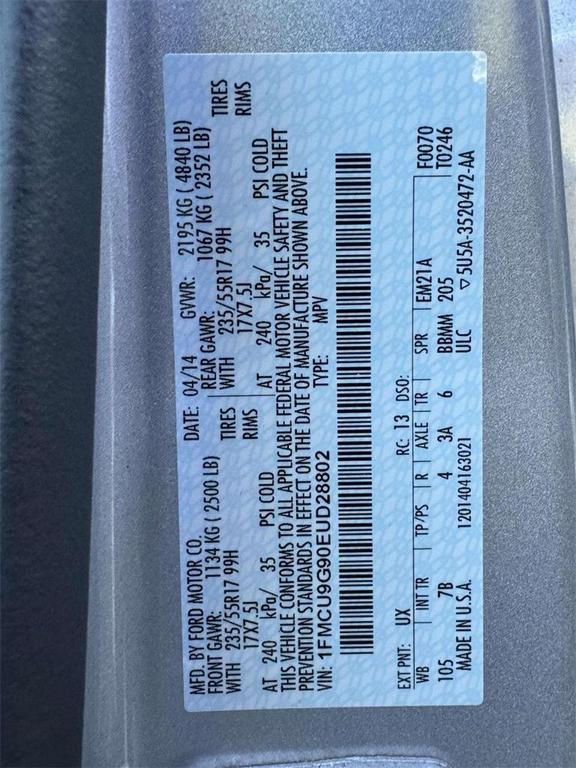 MFD. BY FORD MOTOR CO. DATE: 04/14 GVWR: 2195 KG ( 4840 LB)
FRONT GAWR: 1134 KG ( 2500 LB) REAR GAWR: 1067 KG ( 2352 LB)
WITH 235/55R17 99H TIRES WITH 235/55R17 99H TIRES
17X7.5J RIMS 17X7.5J RIMS
AT 240 kPa/ 35 PSI COLD AT 240 kPa/ 35 PSI COLD
THIS VEHICLE CONFORMS TO ALL APPLICABLE FEDERAL MOTOR VEHICLE SAFETY AND THEFT
PREVENTION STANDARDS IN EFFECT ON THE DATE OF MANUFACTURE SHOWN ABOVE.
VIN: 1FMCU9G90EUD28802 TYPE: MPV
EXT PNT: UX RC: 13 DSO: F0070
WB INT TR TP/PS R AXLE TR SPR EM21A T0246
105 7B 4 3A 6 BBMM 205
MADE IN U.S.A. 1201404163021 ULC ▽5U5A-3520472-AA